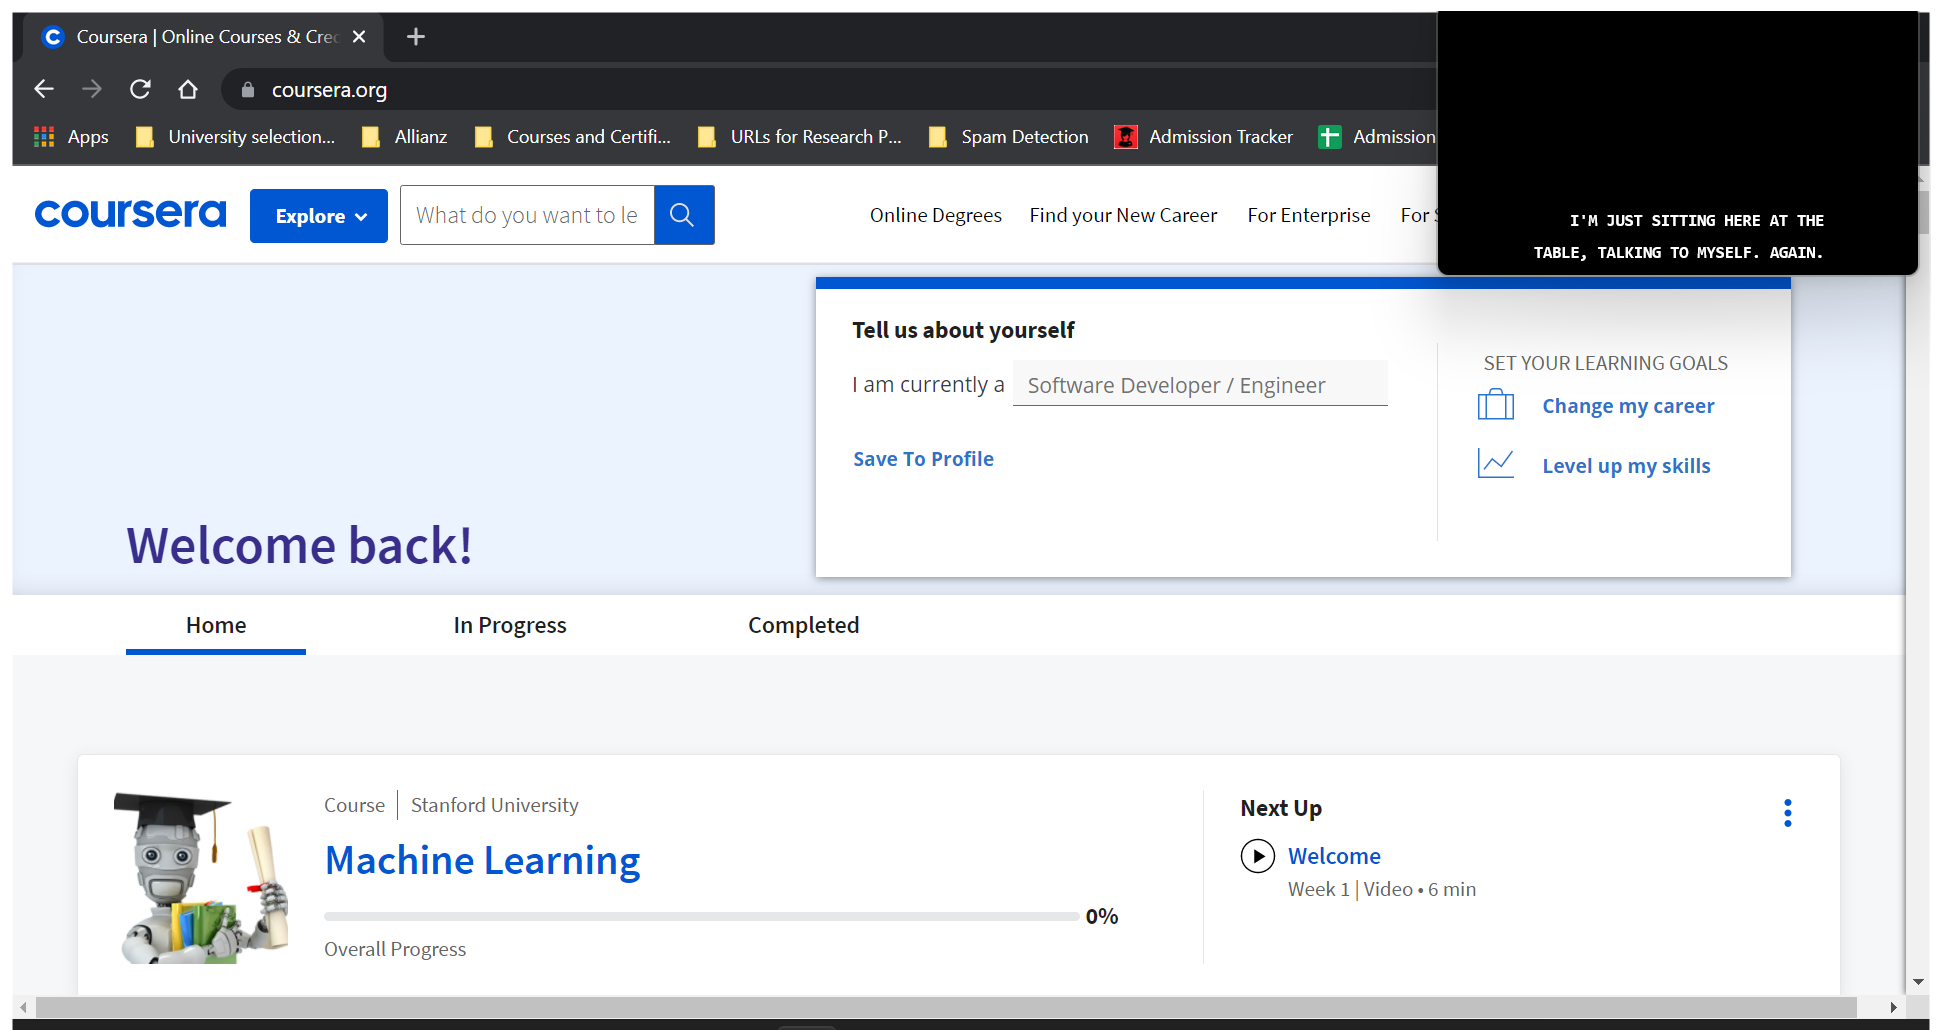 Coursera | Online Courses & Cre
coursera.org
Apps University selection... Allianz Courses and Certifi... URLs for Research P... Spam Detection Admission Tracker Admission
coursera Explore What do you want to le Online Degrees Find your New Career For Enterprise For
I'M JUST SITTING HERE AT THE
TABLE, TALKING TO MYSELF. AGAIN.
Tell us about yourself
I am currently a Software Developer / Engineer
Save To Profile
SET YOUR LEARNING GOALS
Change my career
Level up my skills
Welcome back!
Home In Progress Completed
Course | Stanford University
Machine Learning
0%
Overall Progress
Next Up
Welcome
Week 1 | Video • 6 min